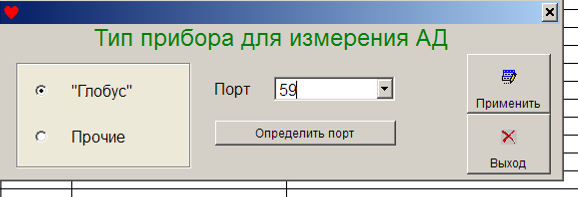 Тип прибора для измерения АД
"Глобус"
Прочие
Порт
59
Определить порт
Применить
Выход